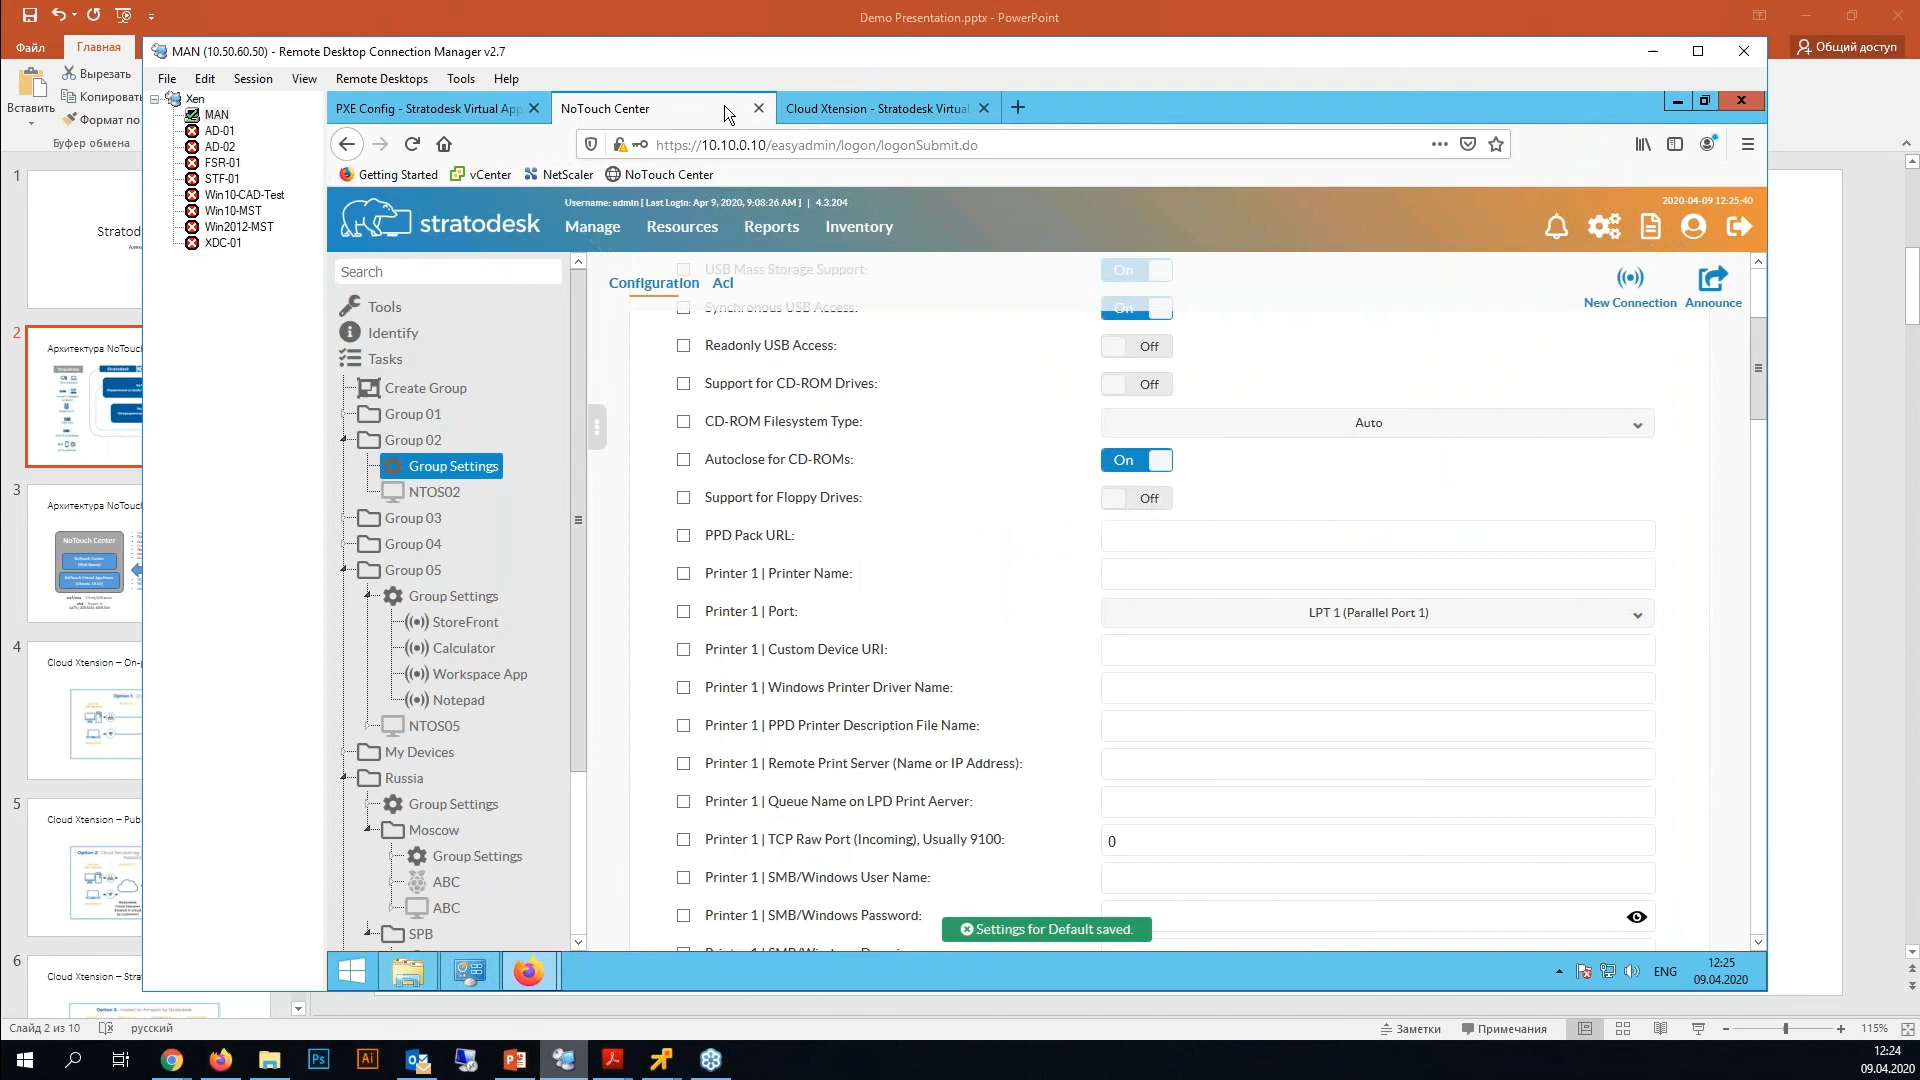 Demo Presentation.pptx - PowerPoint
Файл
Главная
Общий доступ
Вставить
Вырезать
Копировать
Формат по
Буфер обмена
MAN (10.50.60.50) - Remote Desktop Connection Manager v2.7
File Edit Session View Remote Desktops Tools Help
Xen
MAN
AD-01
AD-02
FSR-01
STF-01
Win10-CAD-Test
Win10-MST
Win2012-MST
XDC-01
PXE Config - Stratodesk Virtual App
NoTouch Center
Cloud Xtension - Stratodesk Virtual
https://10.10.0.10/easyadmin/logon/logonSubmit.do
Getting Started
vCenter
NetScaler
NoTouch Center
stratodesk
Username: admin [ Last Login: Apr 9, 2020, 9:08:26 AM ] | 4.3.204
2020-04-09 12:25:40
Manage Resources Reports Inventory
Search
Tools
Identify
Tasks
Create Group
Group 01
Group 02
Group Settings
NTOS02
Group 03
Group 04
Group 05
Group Settings
StoreFront
Calculator
Workspace App
Notepad
NTOS05
My Devices
Russia
Group Settings
Moscow
Group Settings
ABC
ABC
SPB
Configuration Acl
New Connection
Announce
USB Mass Storage Support: On
Synchronous USB Access: On
Readonly USB Access: Off
Support for CD-ROM Drives: Off
CD-ROM Filesystem Type: Auto
Autoclose for CD-ROMs: On
Support for Floppy Drives: Off
PPD Pack URL:
Printer 1 | Printer Name:
Printer 1 | Port: LPT 1 (Parallel Port 1)
Printer 1 | Custom Device URI:
Printer 1 | Windows Printer Driver Name:
Printer 1 | PPD Printer Description File Name:
Printer 1 | Remote Print Server (Name or IP Address):
Printer 1 | Queue Name on LPD Print Aerver:
Printer 1 | TCP Raw Port (Incoming), Usually 9100: 0
Printer 1 | SMB/Windows User Name:
Printer 1 | SMB/Windows Password:
Settings for Default saved.
ENG
12:25
09.04.2020
1
Stratod
2
Архитектура NoTouch
3
Архитектура NoTouch
NoTouch Center
4
Cloud Xtension – On-p
5
Cloud Xtension – Pub
6
Cloud Xtension – Stra
Слайд 2 из 10
русский
Заметки
Примечания
115%
12:24
09.04.2020